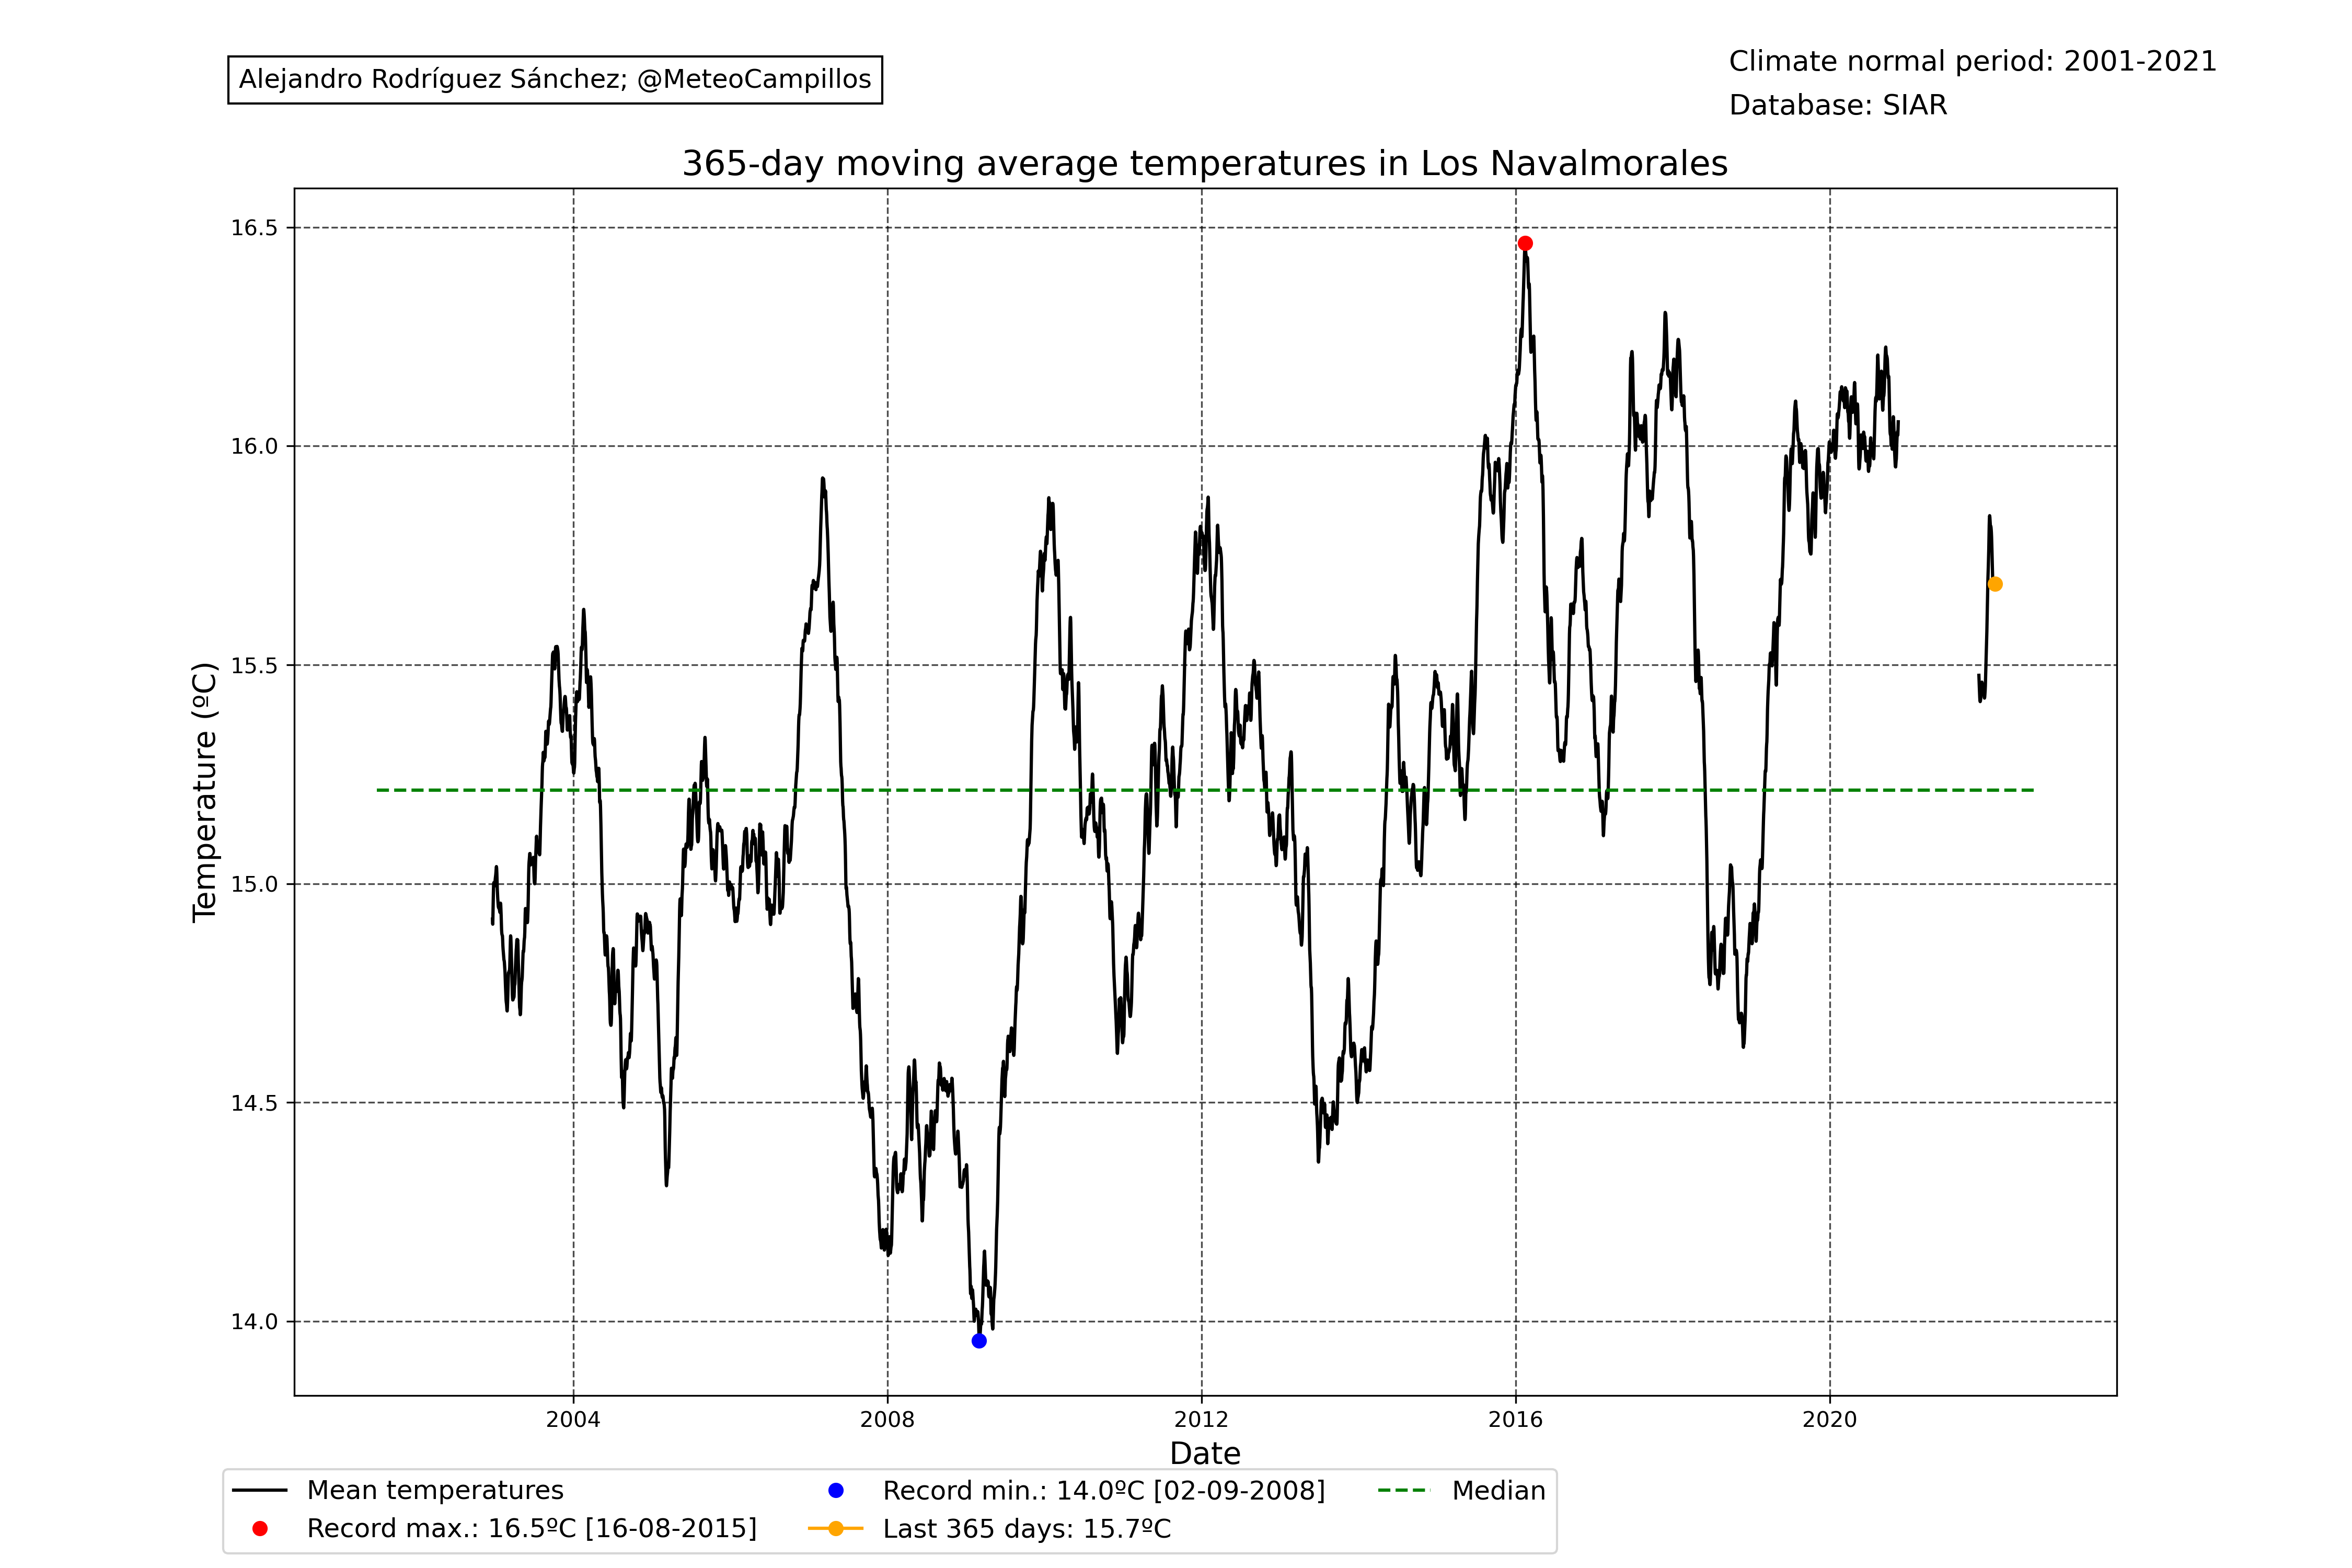 Alejandro Rodríguez Sánchez; @MeteoCampillos
Climate normal period: 2001-2021
Database: SIAR
365-day moving average temperatures in Los Navalmorales
16.5
16.0
15.5
15.0
14.5
14.0
Temperature (ºC)
2004 2008 2012 2016 2020
Date
Mean temperatures
Record max.: 16.5ºC [16-08-2015]
Record min.: 14.0ºC [02-09-2008]
Last 365 days: 15.7ºC
Median